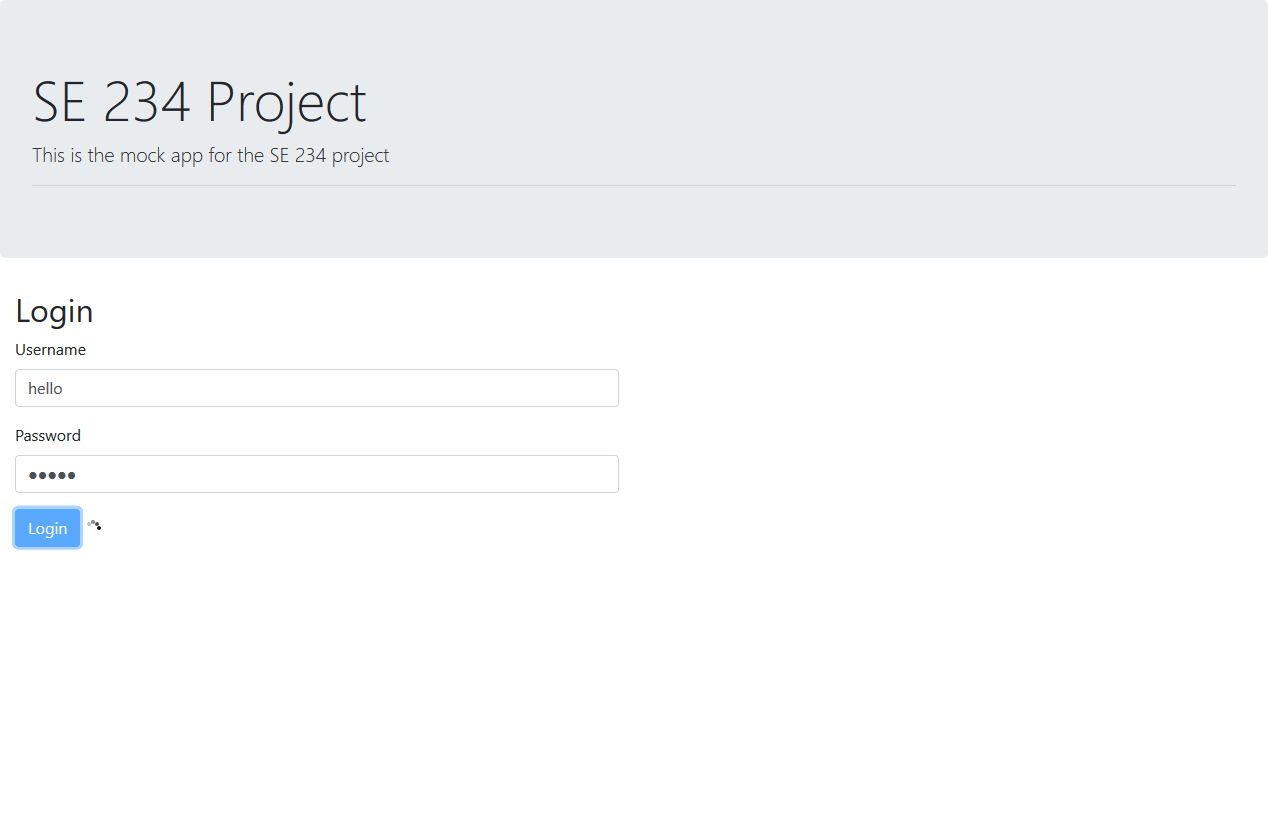 SE 234 Project
This is the mock app for the SE 234 project
Login
Username
hello
Password
●●●●●
Login